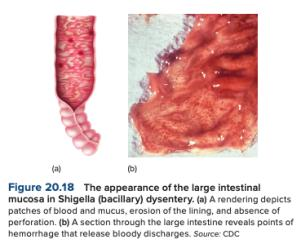 (a)
(b)
Figure 20.18 The appearance of the large intestinal
mucosa in Shigella (bacillary) dysentery. (a) A rendering depicts
patches of blood and mucus, erosion of the lining, and absence of
perforation. (b) A section through the large intestine reveals points of
hemorrhage that release bloody discharges. Source: CDC